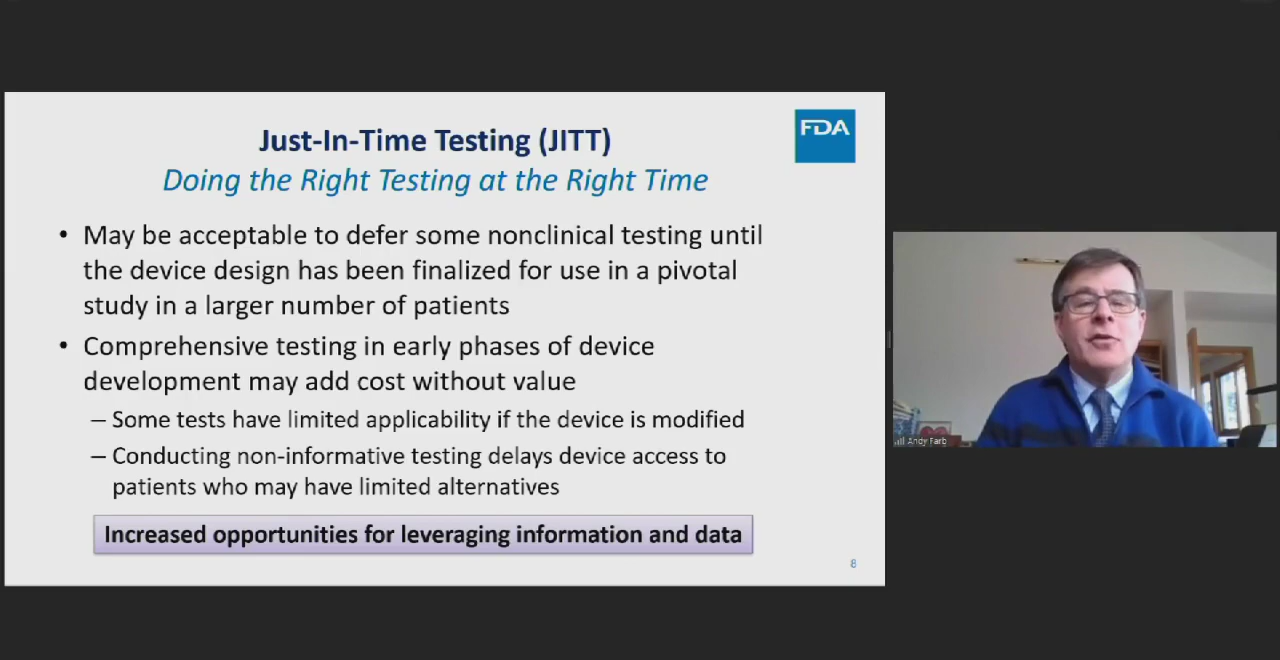 Just-In-Time Testing (JITT)
FDA
Doing the Right Testing at the Right Time
• May be acceptable to defer some nonclinical testing until
the device design has been finalized for use in a pivotal
study in a larger number of patients
• Comprehensive testing in early phases of device
development may add cost without value
– Some tests have limited applicability if the device is modified
– Conducting non-informative testing delays device access to
patients who may have limited alternatives
Increased opportunities for leveraging information and data
8
Andy Farb